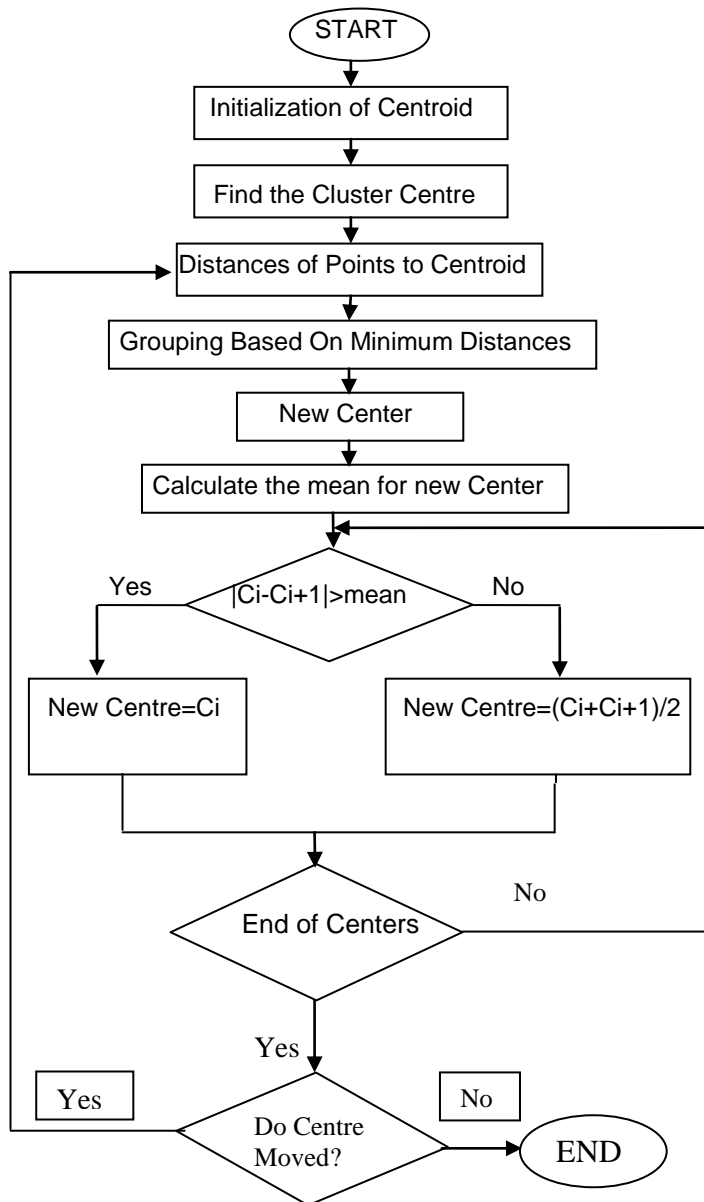 START
Initialization of Centroid
Find the Cluster Centre
Distances of Points to Centroid
Grouping Based On Minimum Distances
New Center
Calculate the mean for new Center
Yes
|Ci-Ci+1|>mean
No
New Centre=Ci
New Centre=(Ci+Ci+1)/2
No
End of Centers
Yes
Yes
No
Do Centre
Moved?
END